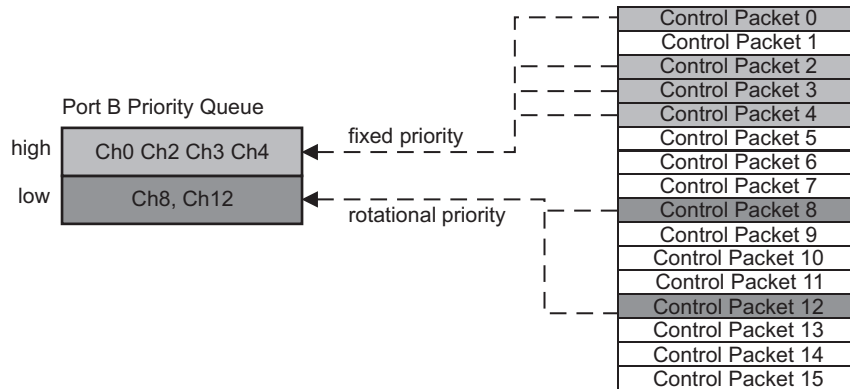 Port B Priority Queue
high
Ch0 Ch2 Ch3 Ch4
low
Ch8, Ch12
fixed priority
rotational priority
Control Packet 0
Control Packet 1
Control Packet 2
Control Packet 3
Control Packet 4
Control Packet 5
Control Packet 6
Control Packet 7
Control Packet 8
Control Packet 9
Control Packet 10
Control Packet 11
Control Packet 12
Control Packet 13
Control Packet 14
Control Packet 15